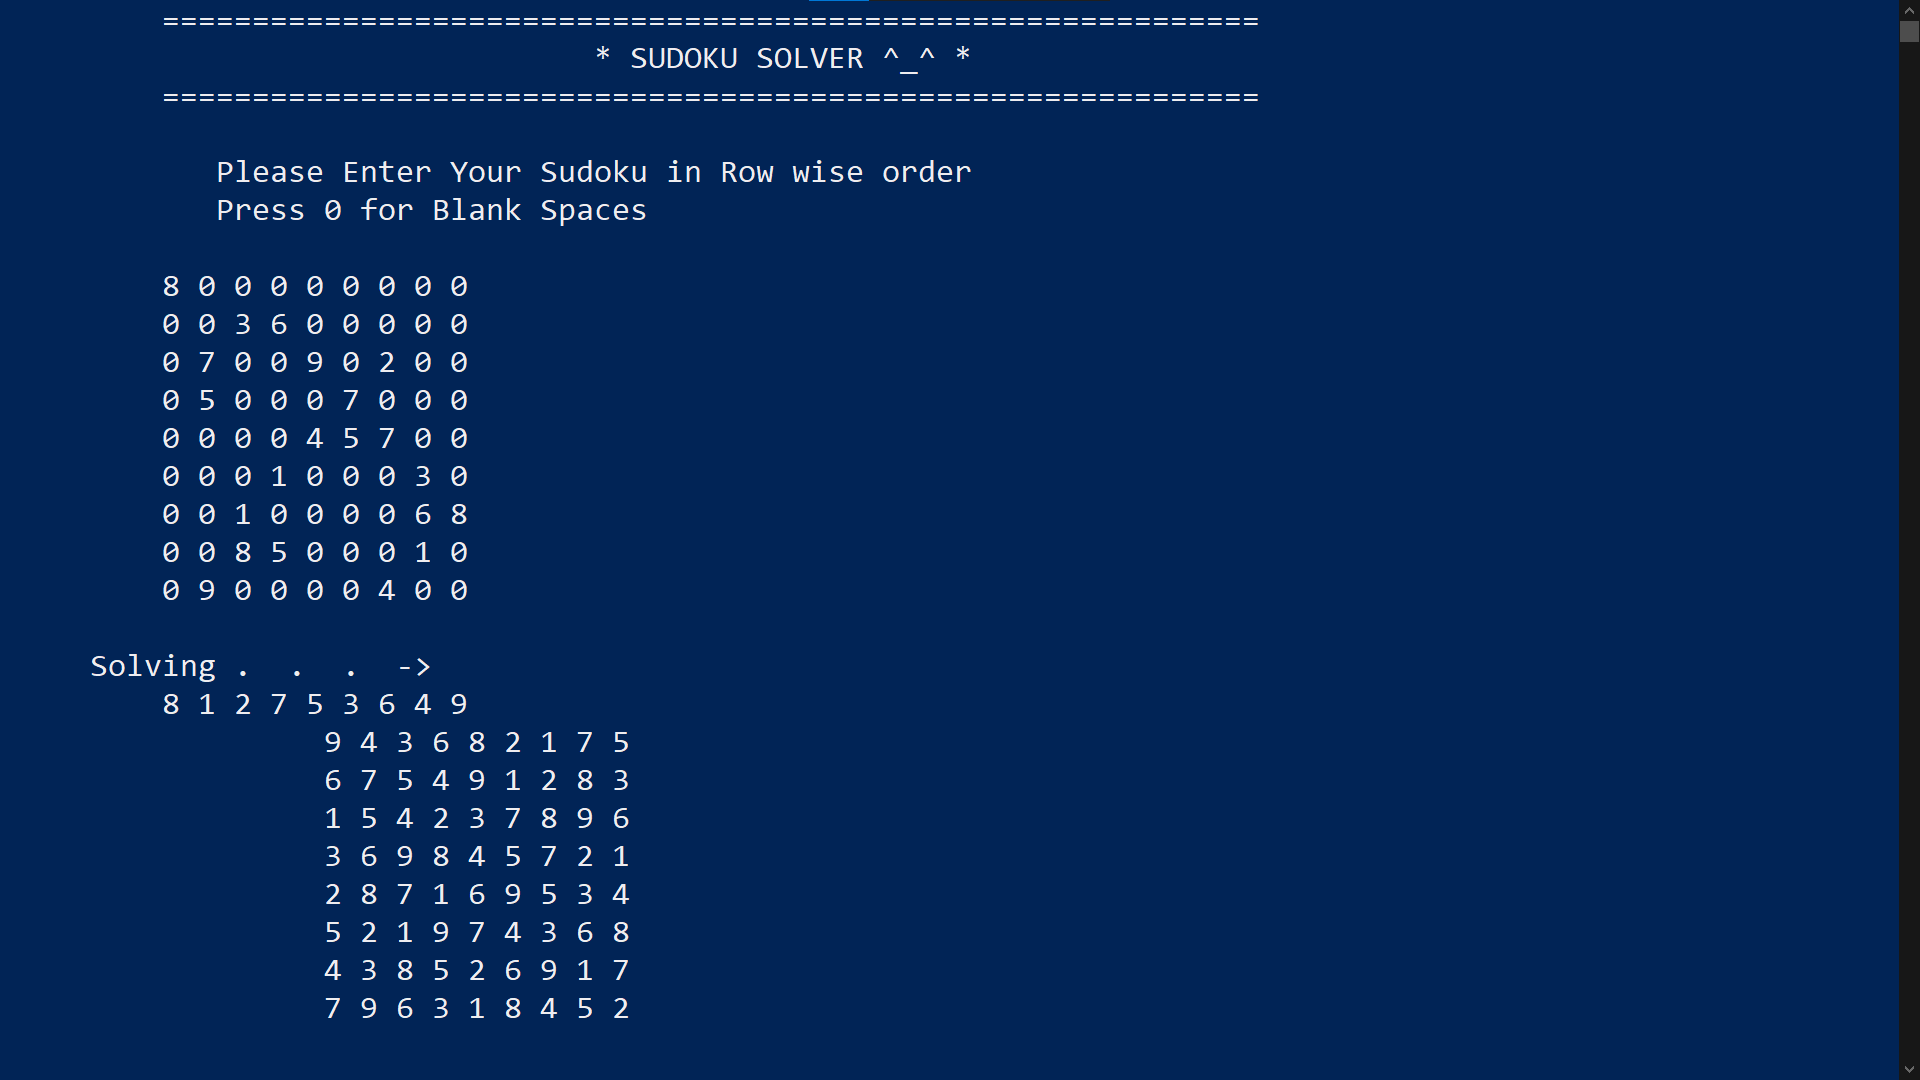 =============================================================
* SUDOKU SOLVER ^_^ *
=============================================================
Please Enter Your Sudoku in Row wise order
Press 0 for Blank Spaces
8 0 0 0 0 0 0 0 0
0 0 3 6 0 0 0 0 0
0 7 0 0 9 0 2 0 0
0 5 0 0 0 7 0 0 0
0 0 0 0 4 5 7 0 0
0 0 0 1 0 0 0 3 0
0 0 1 0 0 0 0 6 8
0 0 8 5 0 0 0 1 0
0 9 0 0 0 0 4 0 0
Solving .  .  .  ->
8 1 2 7 5 3 6 4 9
9 4 3 6 8 2 1 7 5
6 7 5 4 9 1 2 8 3
1 5 4 2 3 7 8 9 6
3 6 9 8 4 5 7 2 1
2 8 7 1 6 9 5 3 4
5 2 1 9 7 4 3 6 8
4 3 8 5 2 6 9 1 7
7 9 6 3 1 8 4 5 2